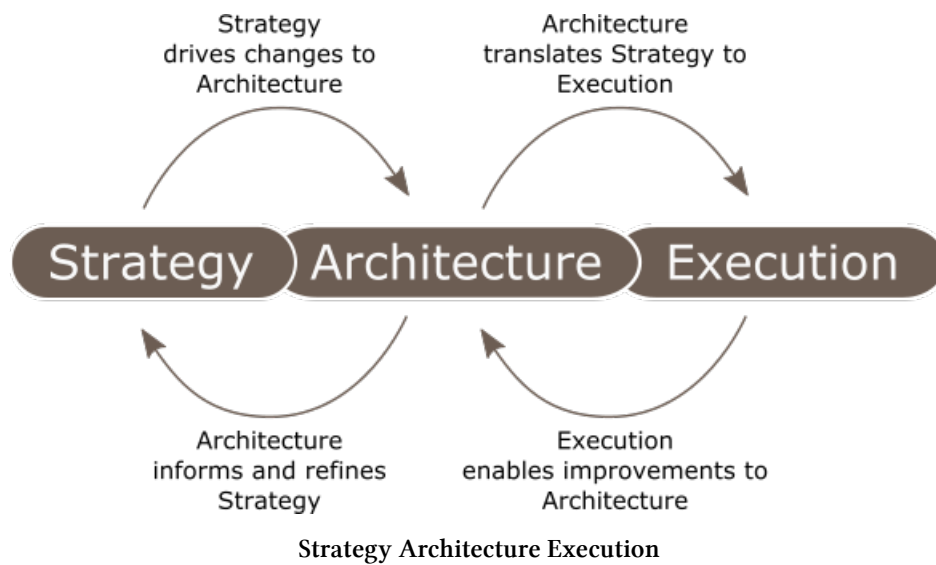 Strategy
drives changes to
Architecture
Architecture
translates Strategy to
Execution
Strategy
Architecture
Execution
Architecture
informs and refines
Strategy
Execution
enables improvements to
Architecture
Strategy Architecture Execution